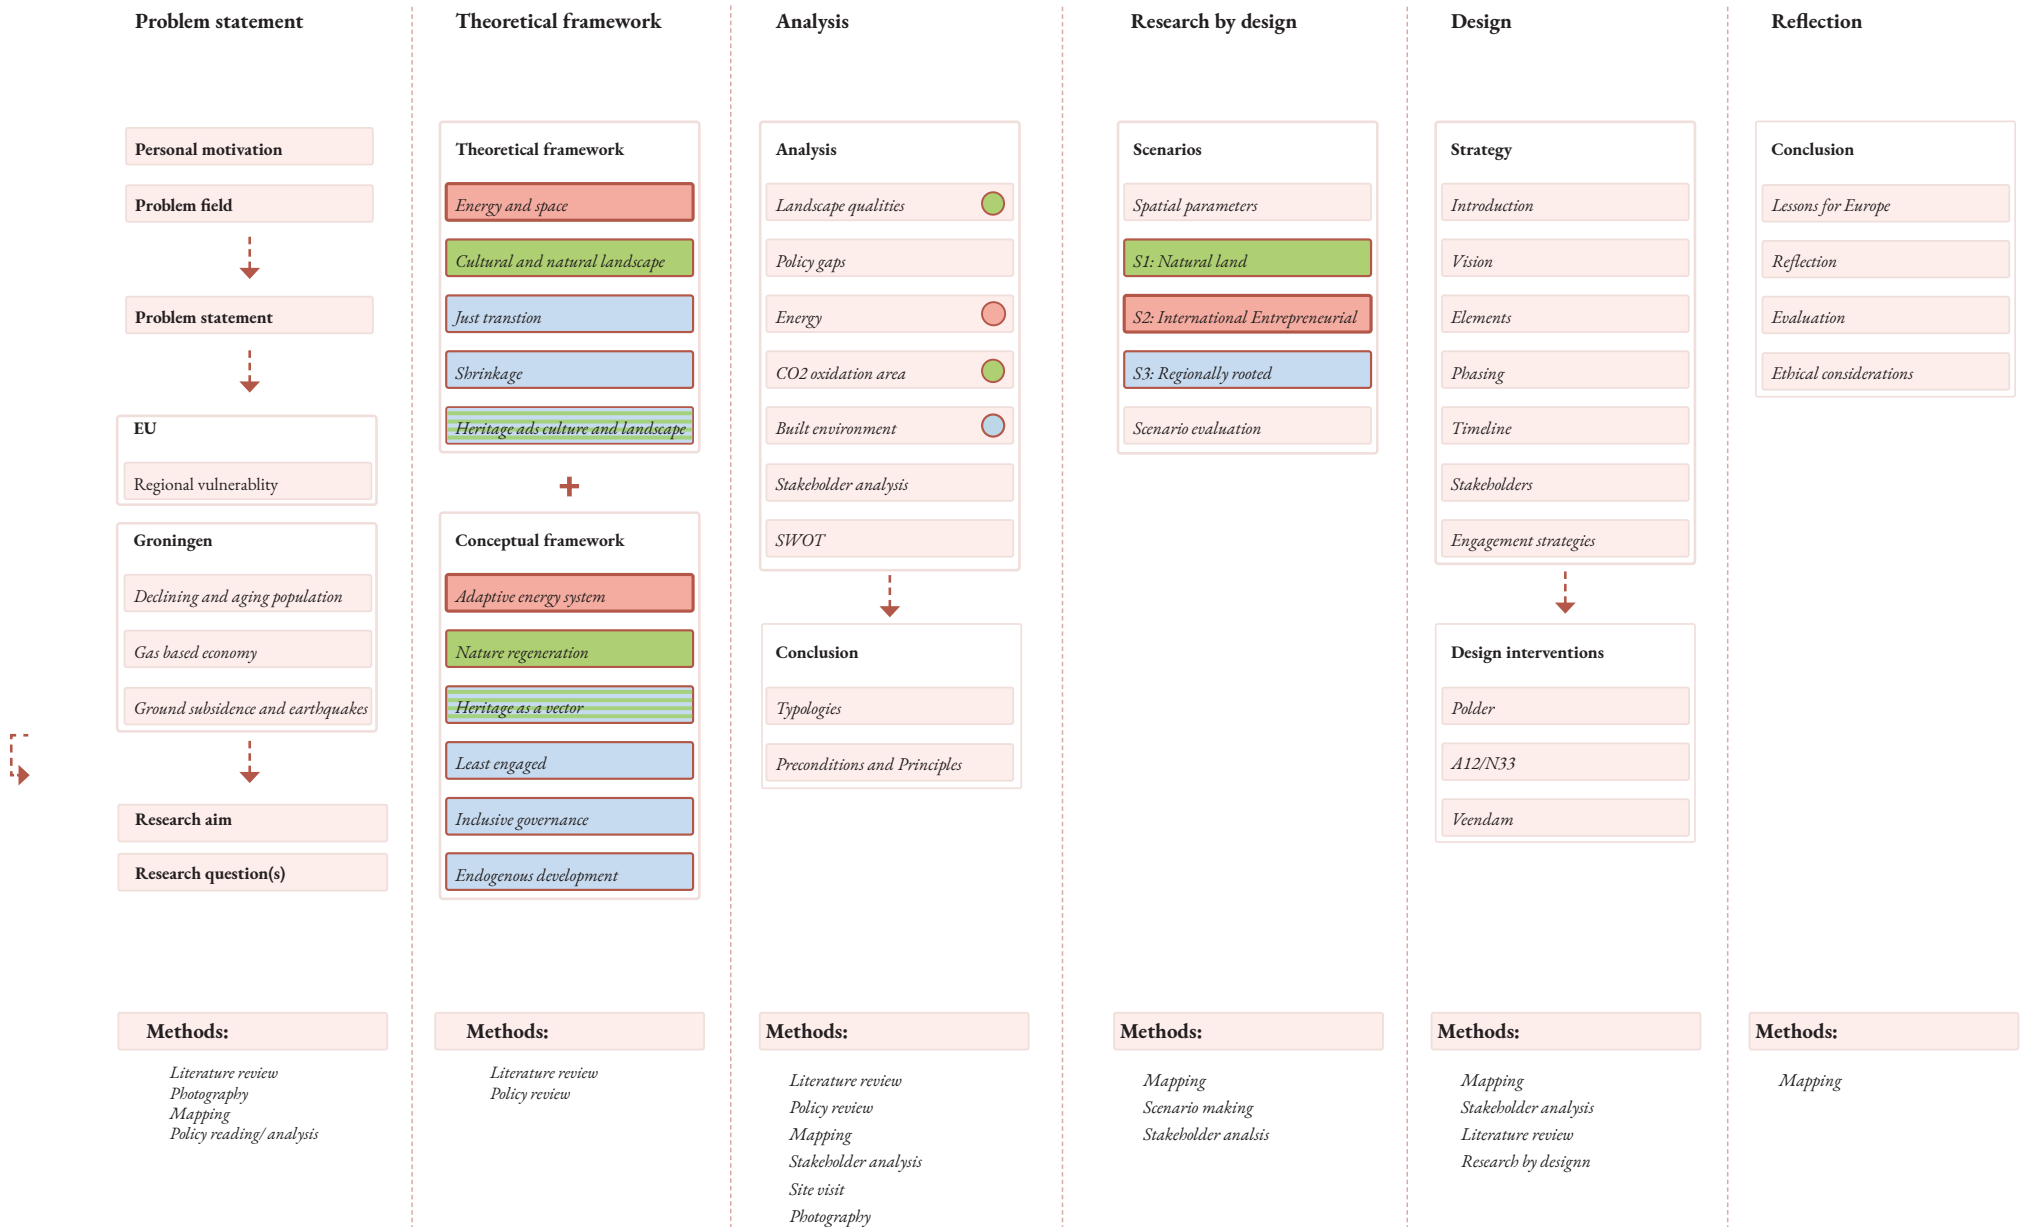 Problem statement
Personal motivation
Problem field
Problem statement
EU
Regional vulnerablity
Groningen
Declining and aging population
Gas based economy
Ground subsidence and earthquakes
Research aim
Research question(s)
Methods:
Literature review
Photography
Mapping
Policy reading/ analysis
Theoretical framework
Theoretical framework
Energy and space
Cultural and natural landscape
Just transtion
Shrinkage
Heritage ads culture and landscape
+
Conceptual framework
Adaptive energy system
Nature regeneration
Heritage as a vector
Least engaged
Inclusive governance
Endogenous development
Methods:
Literature review
Policy review
Analysis
Analysis
Landscape qualities
Policy gaps
Energy
CO2 oxidation area
Built environment
Stakeholder analysis
SWOT
Conclusion
Typologies
Preconditions and Principles
Methods:
Literature review
Policy review
Mapping
Stakeholder analysis
Site visit
Photography
Research by design
Scenarios
Spatial parameters
S1: Natural land
S2: International Entrepreneurial
S3: Regionally rooted
Scenario evaluation
Methods:
Mapping
Scenario making
Stakeholder analsis
Design
Strategy
Introduction
Vision
Elements
Phasing
Timeline
Stakeholders
Engagement strategies
Design interventions
Polder
A12/N33
Veendam
Methods:
Mapping
Stakeholder analysis
Literature review
Research by designn
Reflection
Conclusion
Lessons for Europe
Reflection
Evaluation
Ethical considerations
Methods:
Mapping